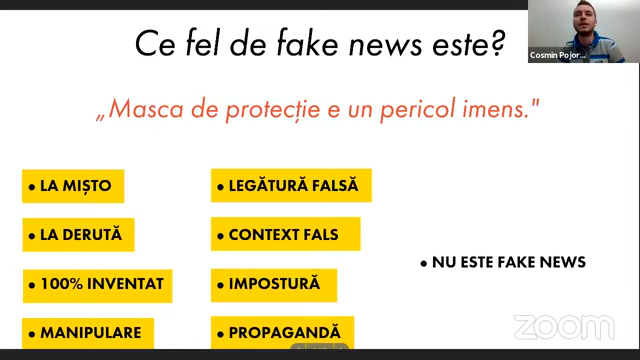 Ce fel de fake news este?
Cosmin Pojor...
„Masca de protecție e un pericol imens."
• LA MIȘTO
• LEGĂTURĂ FALSĂ
• LA DERUTĂ
• CONTEXT FALS
• NU ESTE FAKE NEWS
• 100% INVENTAT
• IMPOSTURĂ
• MANIPULARE
• PROPAGANDĂ
zoom